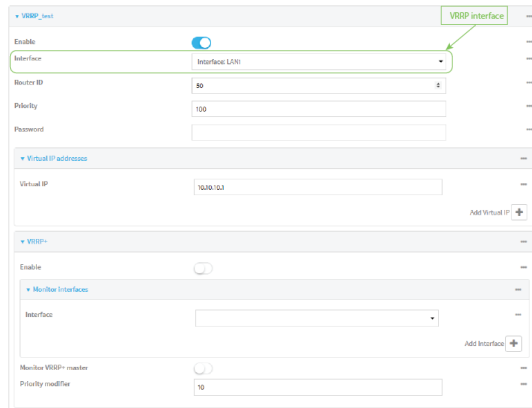 VRRP_test
VRRP interface
Enable
Interface
Interface: LAN1
Router ID
50
Priority
100
Password
Virtual IP addresses
Virtual IP
10.10.10.1
Add Virtual IP
VRRP+
Enable
Monitor Interfaces
Interface
Add Interface
Monitor VRRP+ master
Priority modifier
10